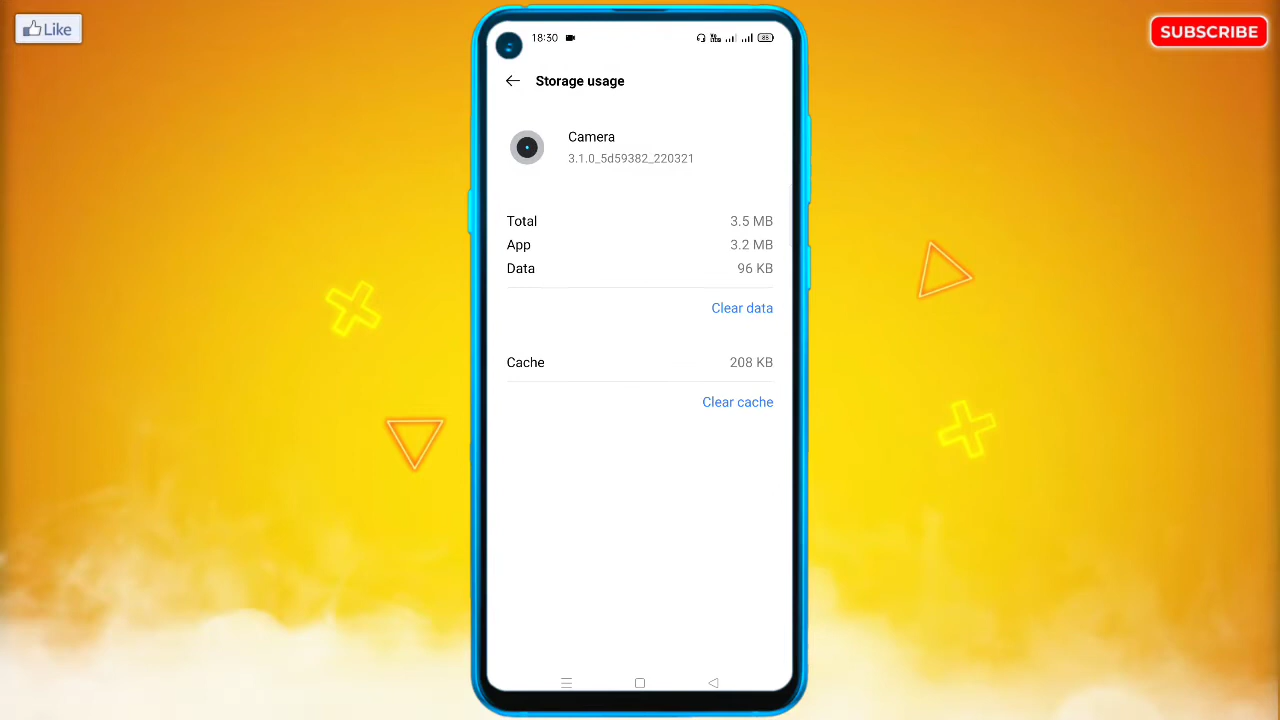 Like
SUBSCRIBE
18:30
85
Storage usage
Camera
3.1.0_5d59382_220321
Total 3.5 MB
App 3.2 MB
Data 96 KB
Clear data
Cache 208 KB
Clear cache